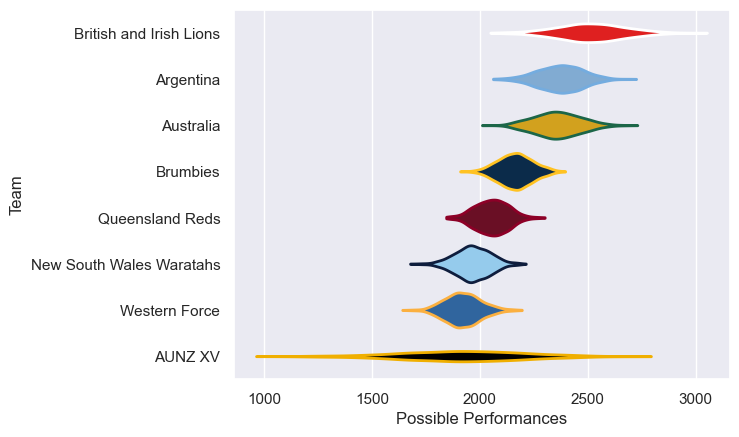 British and Irish Lions
Argentina
Australia
Brumbies
Queensland Reds
New South Wales Waratahs
Western Force
AUNZ XV
Team
1000 1500 2000 2500 3000
Possible Performances